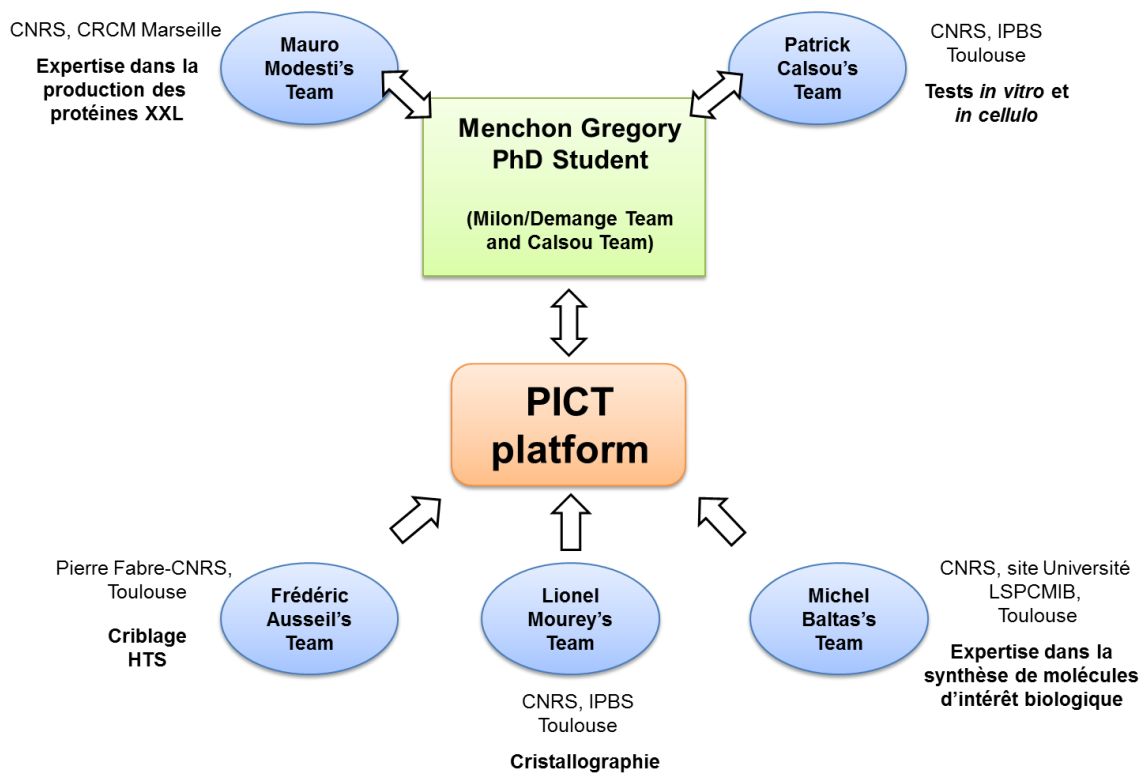 CNRS, CRCM Marseille
Expertise dans la
production des
protéines XXL
Mauro
Modesti's
Team
Patrick
Calsou's
Team
CNRS, IPBS
Toulouse
Tests in vitro et
in cellulo
Menchon Gregory
PhD Student
(Milon/Demange Team
and Calsou Team)
PICT
platform
Pierre Fabre-CNRS,
Toulouse
Criblage
HTS
Frédéric
Ausseil's
Team
Lionel
Mourey's
Team
CNRS, IPBS
Toulouse
Cristallographie
Michel
Baltas's
Team
CNRS, site Université
LSPCMIB,
Toulouse
Expertise dans la
synthèse de molécules
d'intérêt biologique